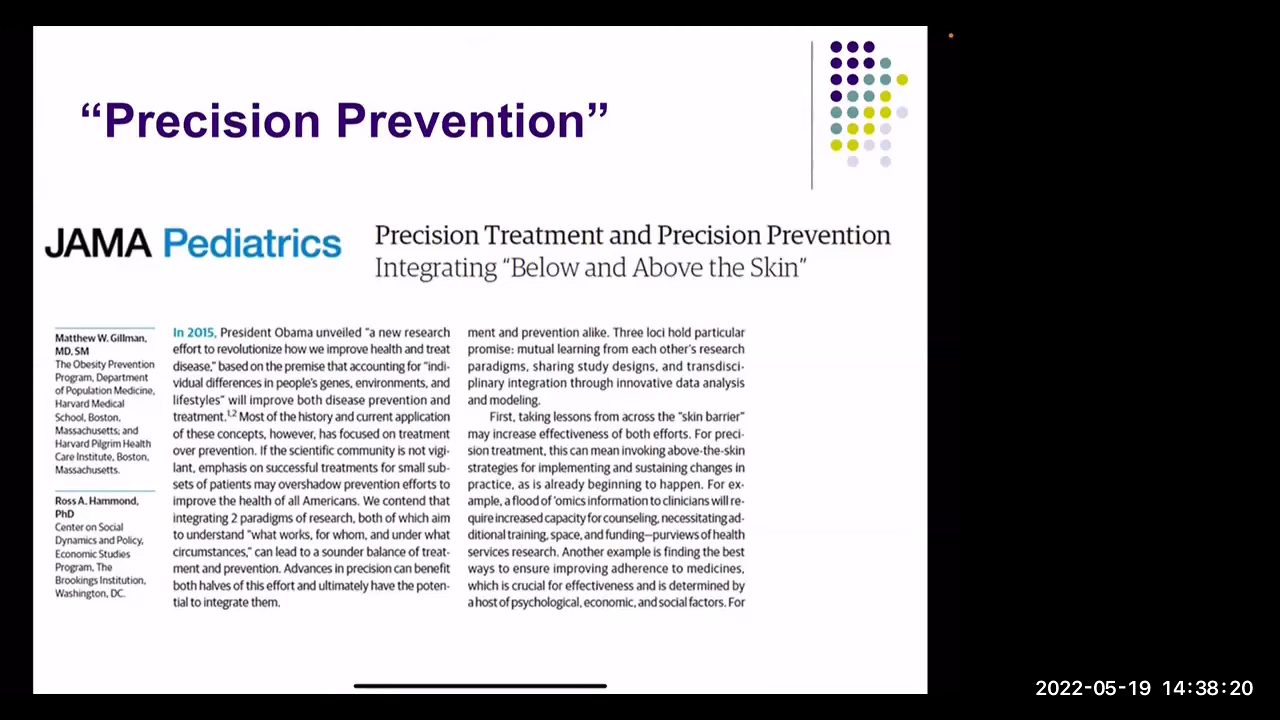 “Precision Prevention”
JAMA Pediatrics
Precision Treatment and Precision Prevention
Integrating “Below and Above the Skin”
Matthew W. Gillman,
MD, SM
The Obesity Prevention
Program, Department
of Population Medicine,
Harvard Medical
School, Boston,
Massachusetts; and
Harvard Pilgrim Health
Care Institute, Boston,
Massachusetts.
Ross A. Hammond,
PhD
Center on Social
Dynamics and Policy,
Economic Studies
Program, The
Brookings Institution,
Washington, DC.
In 2015, President Obama unveiled “a new research
effort to revolutionize how we improve health and treat
disease,” based on the premise that accounting for “indi-
vidual differences in people’s genes, environments, and
lifestyles” will improve both disease prevention and
treatment.1,2 Most of the history and current application
of these concepts, however, has focused on treatment
over prevention. If the scientific community is not vigi-
lant, emphasis on successful treatments for small sub-
sets of patients may overshadow prevention efforts to
improve the health of all Americans. We contend that
integrating 2 paradigms of research, both of which aim
to understand “what works, for whom, and under what
circumstances,” can lead to a sounder balance of treat-
ment and prevention. Advances in precision can benefit
both halves of this effort and ultimately have the poten-
tial to integrate them.
ment and prevention alike. Three loci hold particular
promise: mutual learning from each other’s research
paradigms, sharing study designs, and transdisci-
plinary integration through innovative data analysis
and modeling.
First, taking lessons from across the “skin barrier”
may increase effectiveness of both efforts. For preci-
sion treatment, this can mean invoking above-the-skin
strategies for implementing and sustaining changes in
practice, as is already beginning to happen. For ex-
ample, a flood of ’omics information to clinicians will re-
quire increased capacity for counseling, necessitating ad-
ditional training, space, and funding—purviews of health
services research. Another example is finding the best
ways to ensure improving adherence to medicines,
which is crucial for effectiveness and is determined by
a host of psychological, economic, and social factors. For
2022-05-19 14:38:20